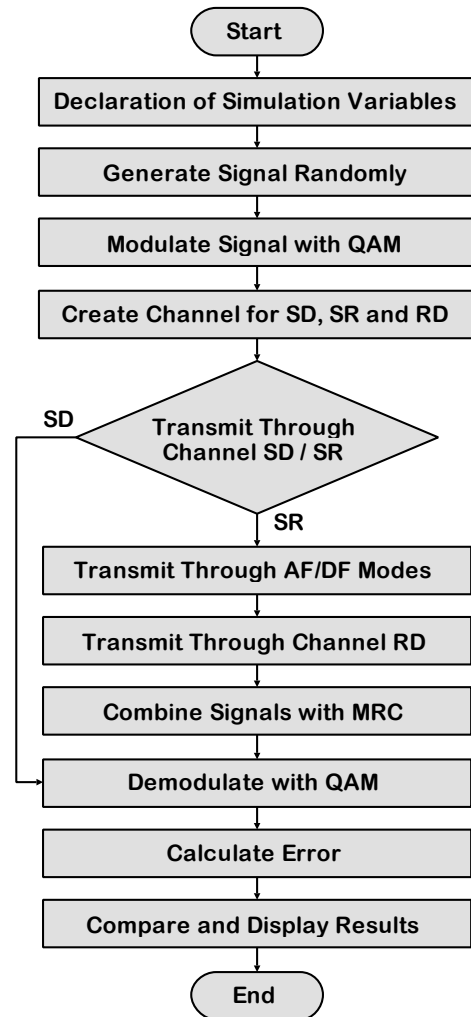 Start
Declaration of Simulation Variables
Generate Signal Randomly
Modulate Signal with QAM
Create Channel for SD, SR and RD
SD
Transmit Through
Channel SD / SR
SR
Transmit Through AF/DF Modes
Transmit Through Channel RD
Combine Signals with MRC
Demodulate with QAM
Calculate Error
Compare and Display Results
End